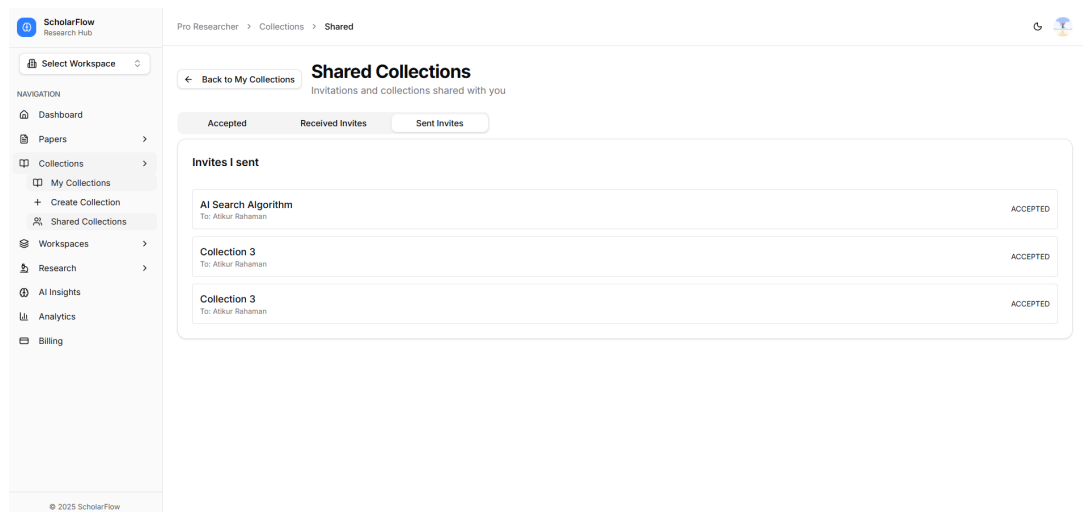 ScholarFlow
Research Hub
Select Workspace
NAVIGATION
Dashboard
Papers
Collections
My Collections
Create Collection
Shared Collections
Workspaces
Research
AI Insights
Analytics
Billing
© 2025 ScholarFlow
Pro Researcher > Collections > Shared
Back to My Collections
Shared Collections
Invitations and collections shared with you
Accepted Received Invites Sent Invites
Invites I sent
AI Search Algorithm
To: Atikur Rahaman
ACCEPTED
Collection 3
To: Atikur Rahaman
ACCEPTED
Collection 3
To: Atikur Rahaman
ACCEPTED